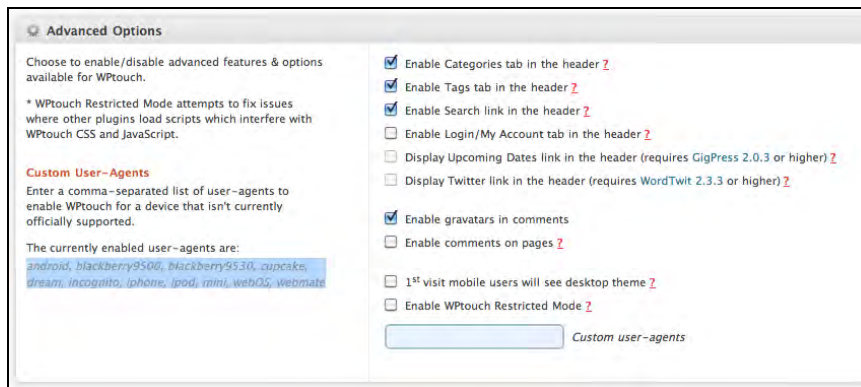 Advanced Options
Choose to enable/disable advanced features & options
available for WPtouch.
* WPtouch Restricted Mode attempts to fix issues
where other plugins load scripts which interfere with
WPtouch CSS and JavaScript.
Custom User-Agents
Enter a comma-separated list of user-agents to
enable WPtouch for a device that isn't currently
officially supported.
The currently enabled user-agents are:
android, blackberry9500, blackberry9530, cupcake,
dream, incognito, iphone, ipod, mini, webOS, webmate
Enable Categories tab in the header ?
Enable Tags tab in the header ?
Enable Search link in the header ?
Enable Login/My Account tab in the header ?
Display Upcoming Dates link in the header (requires GigPress 2.0.3 or higher) ?
Display Twitter link in the header (requires WordTwit 2.3.3 or higher) ?
Enable gravatars in comments
Enable comments on pages ?
1st visit mobile users will see desktop theme ?
Enable WPtouch Restricted Mode ?
Custom user-agents